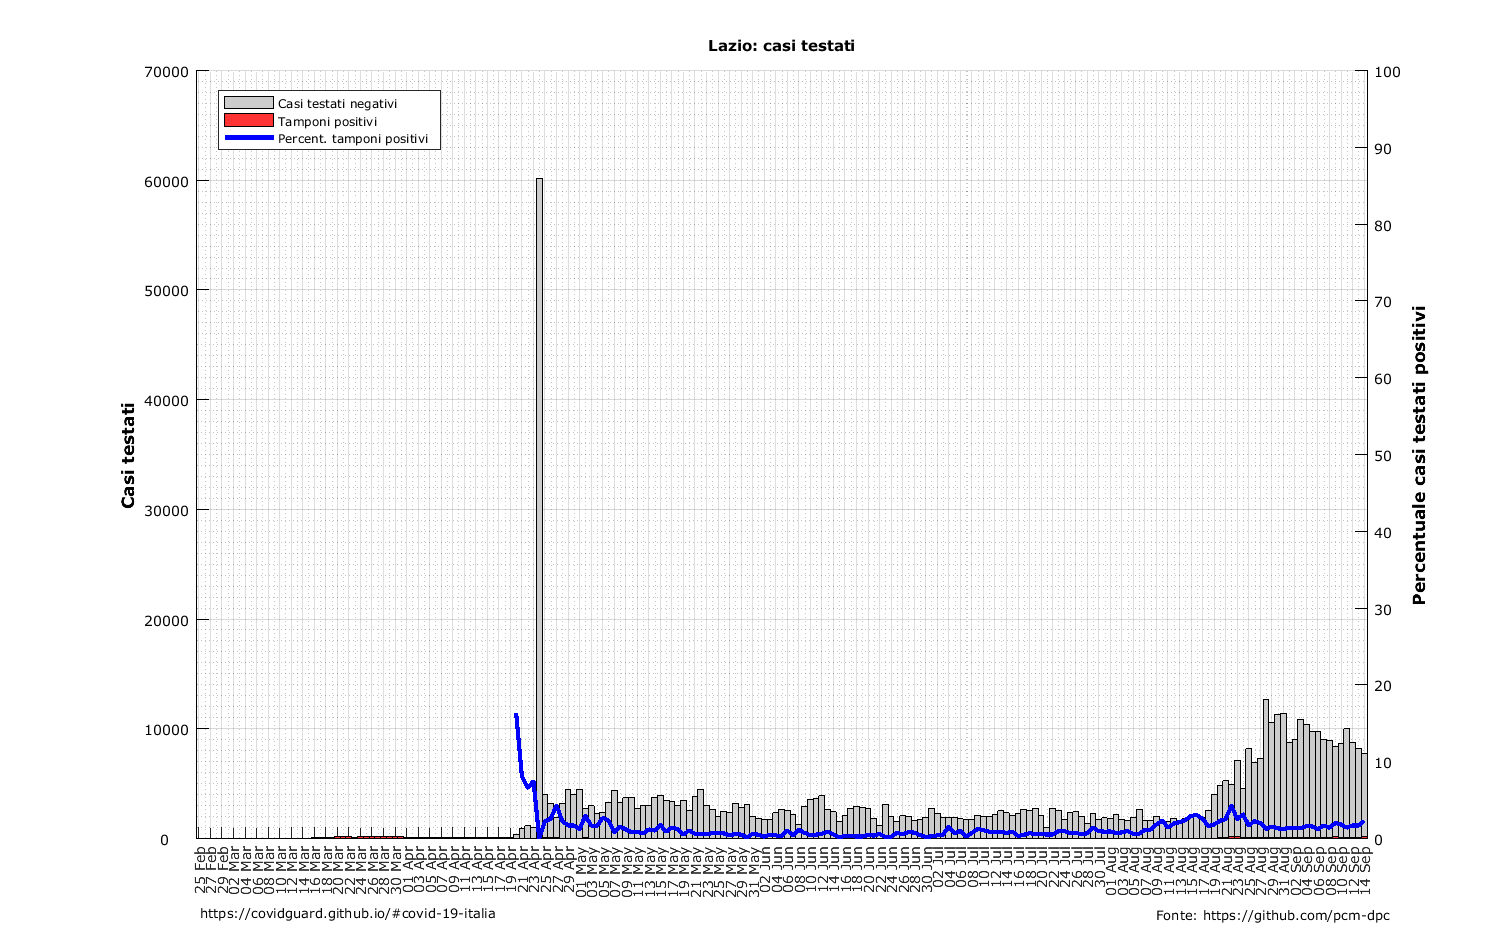 Lazio: casi testati
70000
60000
50000
40000
30000
20000
10000
0
Casi testati
Casi testati negativi
Tamponi positivi
Percent. tamponi positivi
100
90
80
70
60
50
40
30
20
10
0
Percentuale casi testati positivi
25 Feb
27 Feb
29 Feb
02 Mar
04 Mar
06 Mar
08 Mar
10 Mar
12 Mar
14 Mar
16 Mar
18 Mar
20 Mar
22 Mar
24 Mar
26 Mar
28 Mar
30 Mar
01 Apr
03 Apr
05 Apr
07 Apr
09 Apr
11 Apr
13 Apr
15 Apr
17 Apr
19 Apr
21 Apr
23 Apr
25 Apr
27 Apr
29 Apr
01 May
03 May
05 May
07 May
09 May
11 May
13 May
15 May
17 May
19 May
21 May
23 May
25 May
27 May
29 May
31 May
02 Jun
04 Jun
06 Jun
08 Jun
10 Jun
12 Jun
14 Jun
16 Jun
18 Jun
20 Jun
22 Jun
24 Jun
26 Jun
28 Jun
30 Jun
02 Jul
04 Jul
06 Jul
08 Jul
10 Jul
12 Jul
14 Jul
16 Jul
18 Jul
20 Jul
22 Jul
24 Jul
26 Jul
28 Jul
30 Jul
01 Aug
03 Aug
05 Aug
07 Aug
09 Aug
11 Aug
13 Aug
15 Aug
17 Aug
19 Aug
21 Aug
23 Aug
25 Aug
27 Aug
29 Aug
31 Aug
02 Sep
04 Sep
06 Sep
08 Sep
10 Sep
12 Sep
14 Sep
https://covidguard.github.io/#covid-19-italia
Fonte: https://github.com/pcm-dpc